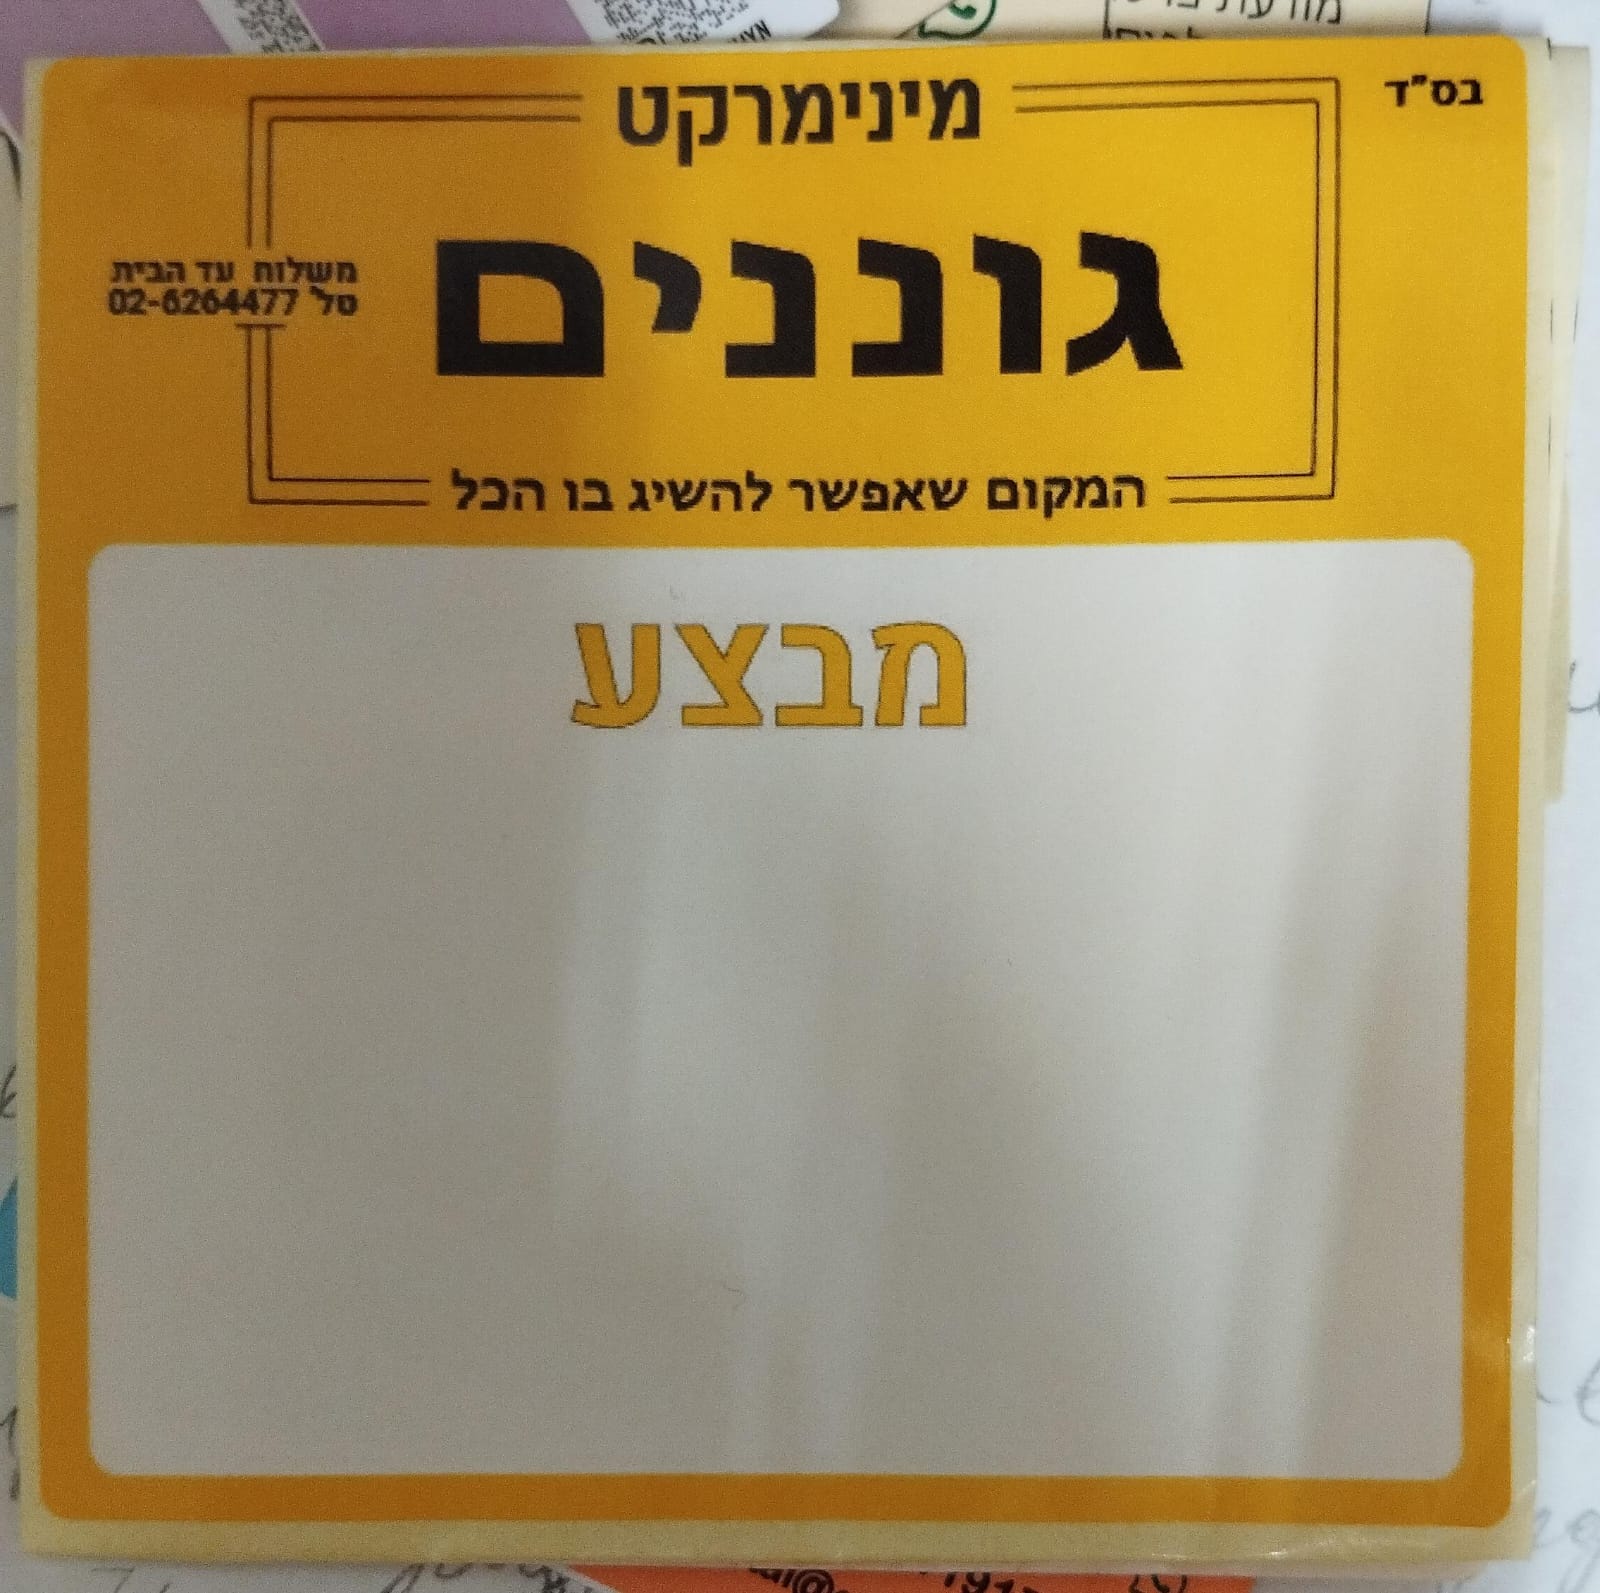 בס"ד
מינימרקט
גוננים
משלוח עד הבית
טל' 02-6264477
המקום שאפשר להשיג בו הכל
מבצע